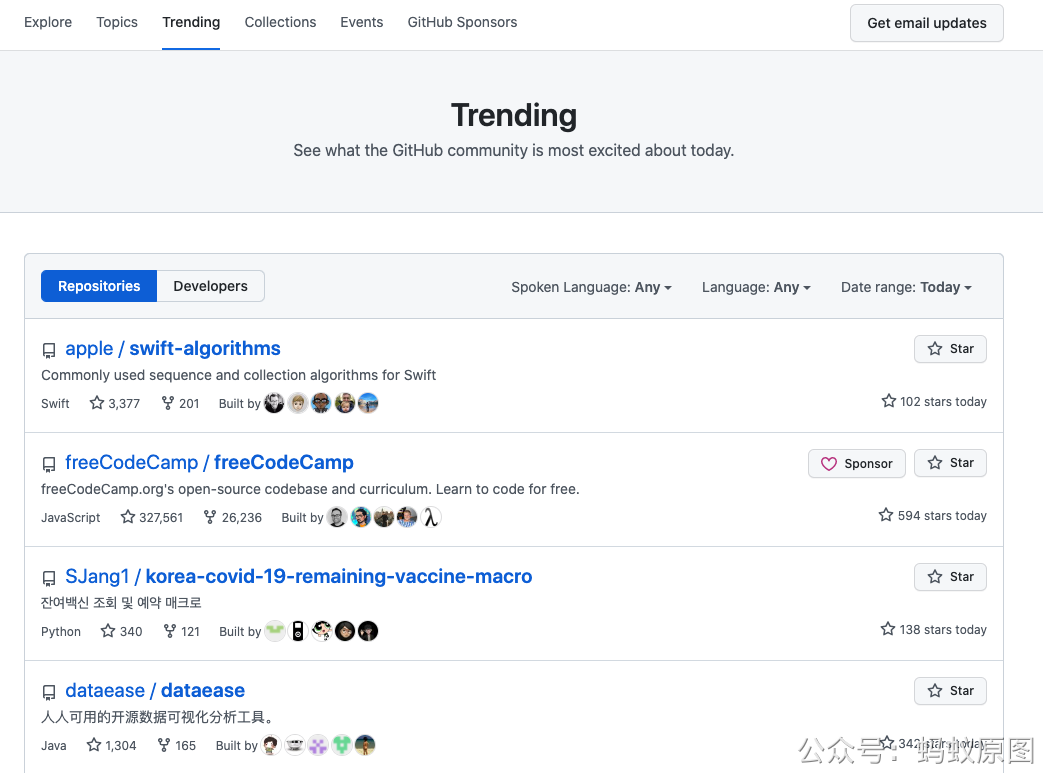 Explore Topics Trending Collections Events GitHub Sponsors Get email updates
Trending
See what the GitHub community is most excited about today.
Repositories Developers Spoken Language: Any Language: Any Date range: Today
apple / swift-algorithms Star
Commonly used sequence and collection algorithms for Swift
Swift 3,377 201 Built by 102 stars today
freeCodeCamp / freeCodeCamp Sponsor Star
freeCodeCamp.org's open-source codebase and curriculum. Learn to code for free.
JavaScript 327,561 26,236 Built by λ 594 stars today
SJang1 / korea-covid-19-remaining-vaccine-macro Star
잔여백신 조회 및 예약 매크로
Python 340 121 Built by 138 stars today
dataease / dataease Star
人人可用的开源数据可视化分析工具。
Java 1,304 165 Built by 342 stars today
公众号：蚂蚁原图